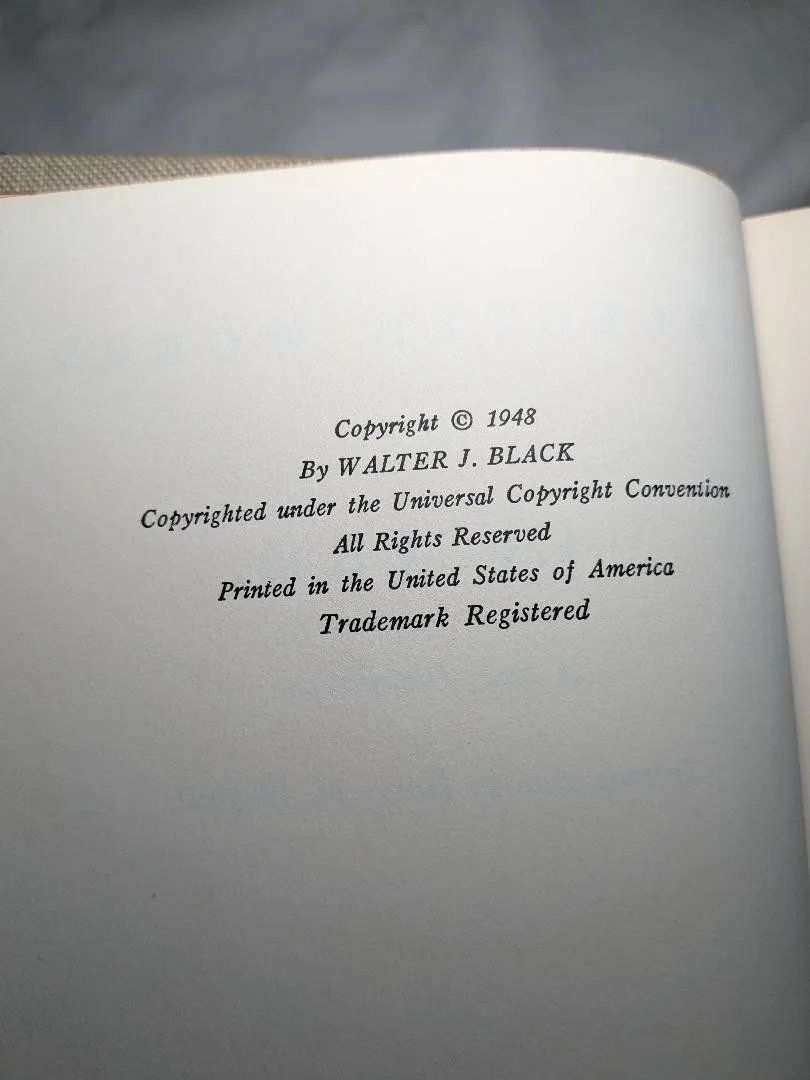 Copyright © 1948
By WALTER J. BLACK
Copyrighted under the Universal Copyright Convention
All Rights Reserved
Printed in the United States of America
Trademark Registered